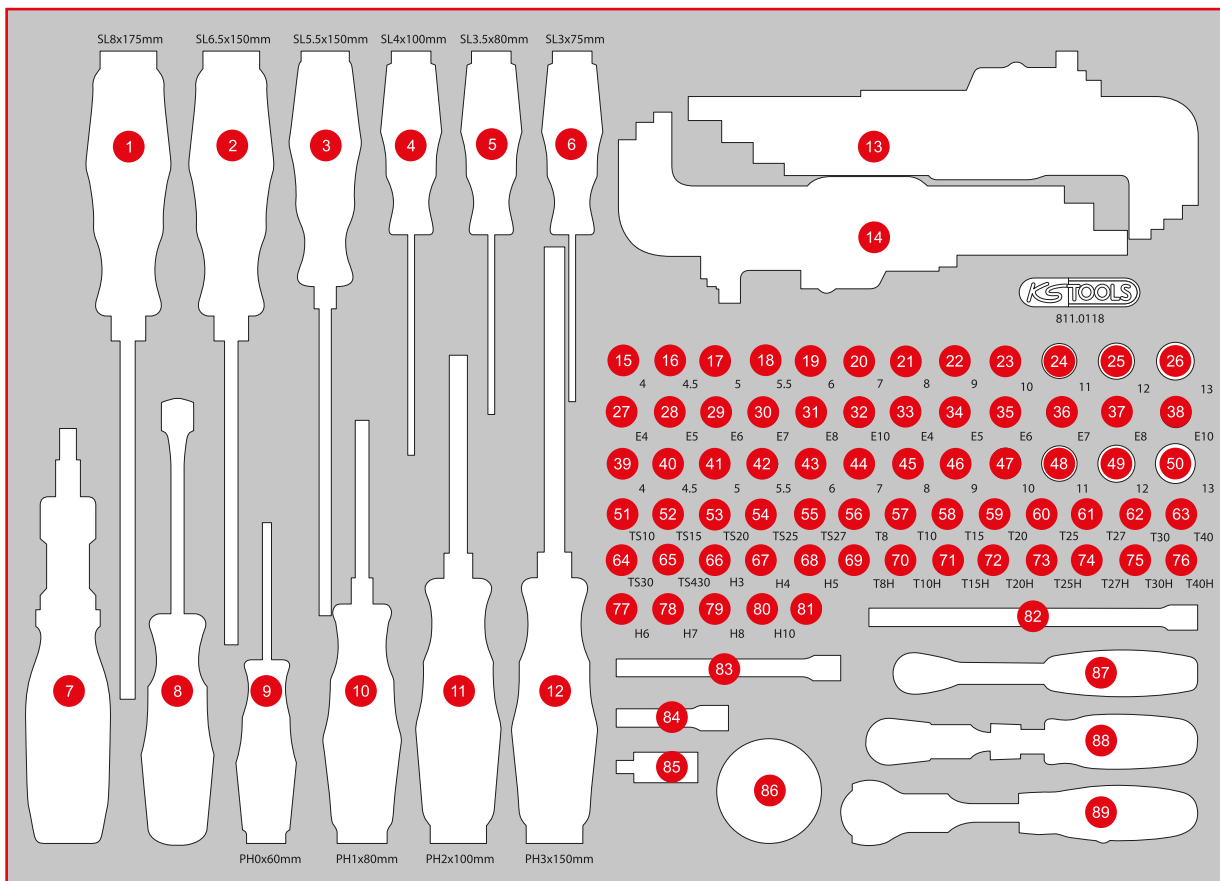 SL8x175mm SL6.5x150mm SL5.5x150mm SL4x100mm SL3.5x80mm SL3x75mm
1 2 3 4 5 6 13
14
KS TOOLS
811.0118
15 16 17 18 19 20 21 22 23 24 25 26
4 4.5 5 5.5 6 7 8 9 10 11 12 13
27 28 29 30 31 32 33 34 35 36 37 38
E4 E5 E6 E7 E8 E10 E4 E5 E6 E7 E8 E10
39 40 41 42 43 44 45 46 47 48 49 50
4 4.5 5 5.5 6 7 8 9 10 11 12 13
51 52 53 54 55 56 57 58 59 60 61 62 63
TS10 TS15 TS20 TS25 TS27 T8 T10 T15 T20 T25 T27 T30 T40
64 65 66 67 68 69 70 71 72 73 74 75 76
TS30 TS430 H3 H4 H5 T8H T10H T15H T20H T25H T27H T30H T40H
77 78 79 80 81 82
H6 H7 H8 H10
7 8 9 10 11 12 83 87
84 88
85
86 89
PH0x60mm PH1x80mm PH2x100mm PH3x150mm